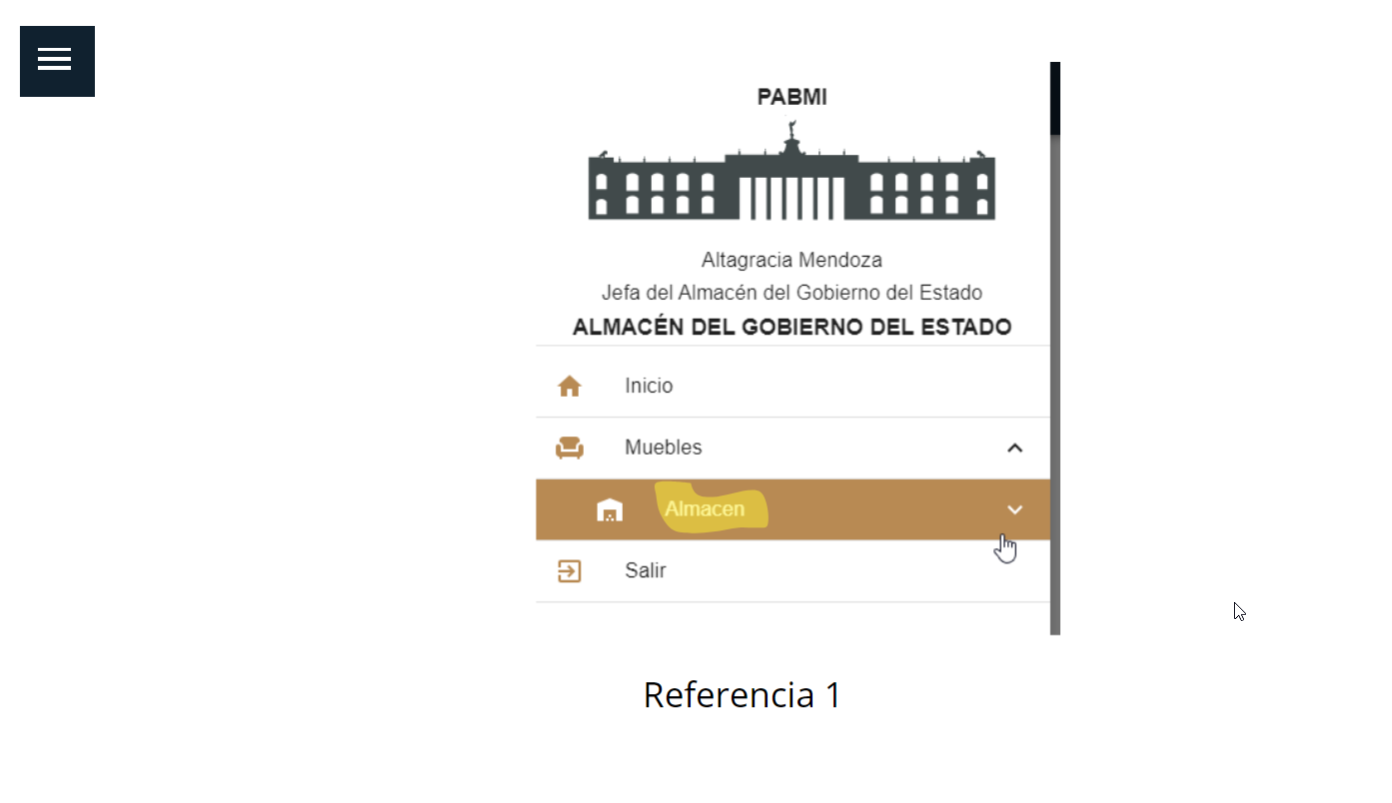 PABMI
Altagracia Mendoza
Jefa del Almacén del Gobierno del Estado
ALMACÉN DEL GOBIERNO DEL ESTADO
Inicio
Muebles
Almacen
Salir
Referencia 1